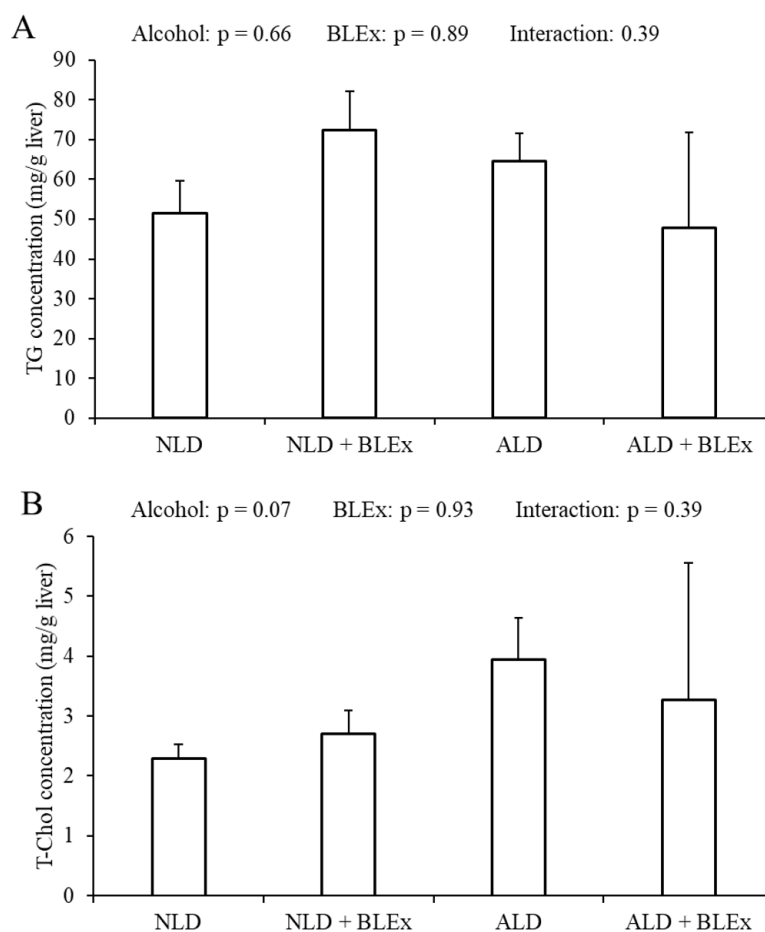 A
Alcohol: p = 0.66 BLEx: p = 0.89 Interaction: 0.39
TG concentration (mg/g liver)
90
80
70
60
50
40
30
20
10
0
NLD NLD + BLEx ALD ALD + BLEx
B
Alcohol: p = 0.07 BLEx: p = 0.93 Interaction: p = 0.39
T-Chol concentration (mg/g liver)
6
5
4
3
2
1
0
NLD NLD + BLEx ALD ALD + BLEx